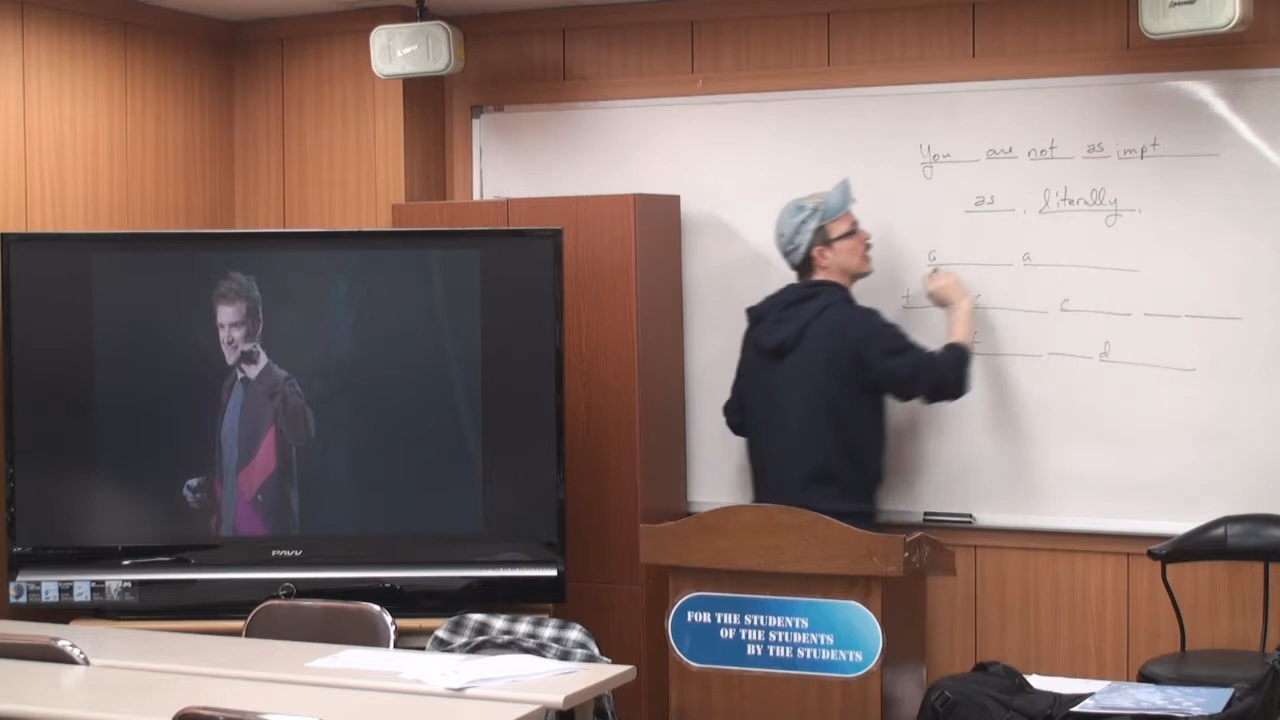 You are not as impt
as, literally.
a a
t c c
t d
PAVV
FOR THE STUDENTS
OF THE STUDENTS
BY THE STUDENTS